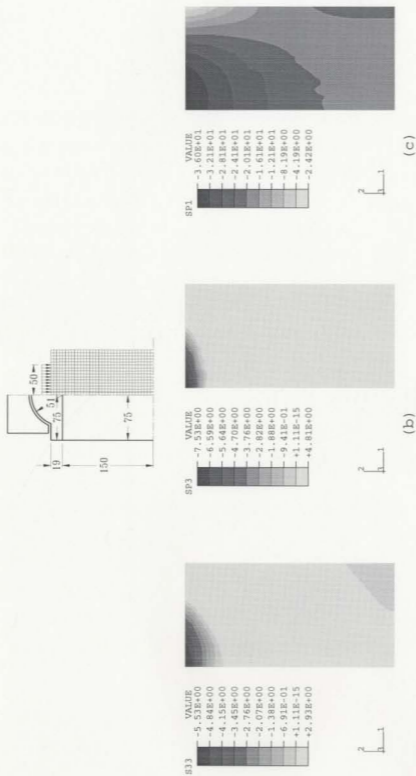 50
51
19
75
150
75
S33 VALUE
-5.53E+00
-4.84E+00
-4.15E+00
-3.45E+00
-2.76E+00
-2.07E+00
-1.38E+00
-6.91E-01
+1.11E-15
+2.93E+00
2
3 1
SP3 VALUE
-7.53E+00
-6.59E+00
-5.64E+00
-4.70E+00
-3.76E+00
-2.82E+00
-1.88E+00
-9.41E-01
+1.11E-15
+4.81E+00
2
3 1
(b)
SP1 VALUE
-3.60E+01
-3.21E+01
-2.81E+01
-2.41E+01
-2.01E+01
-1.61E+01
-1.21E+01
-8.19E+00
-4.19E+00
-2.42E+00
2
3 1
(c)